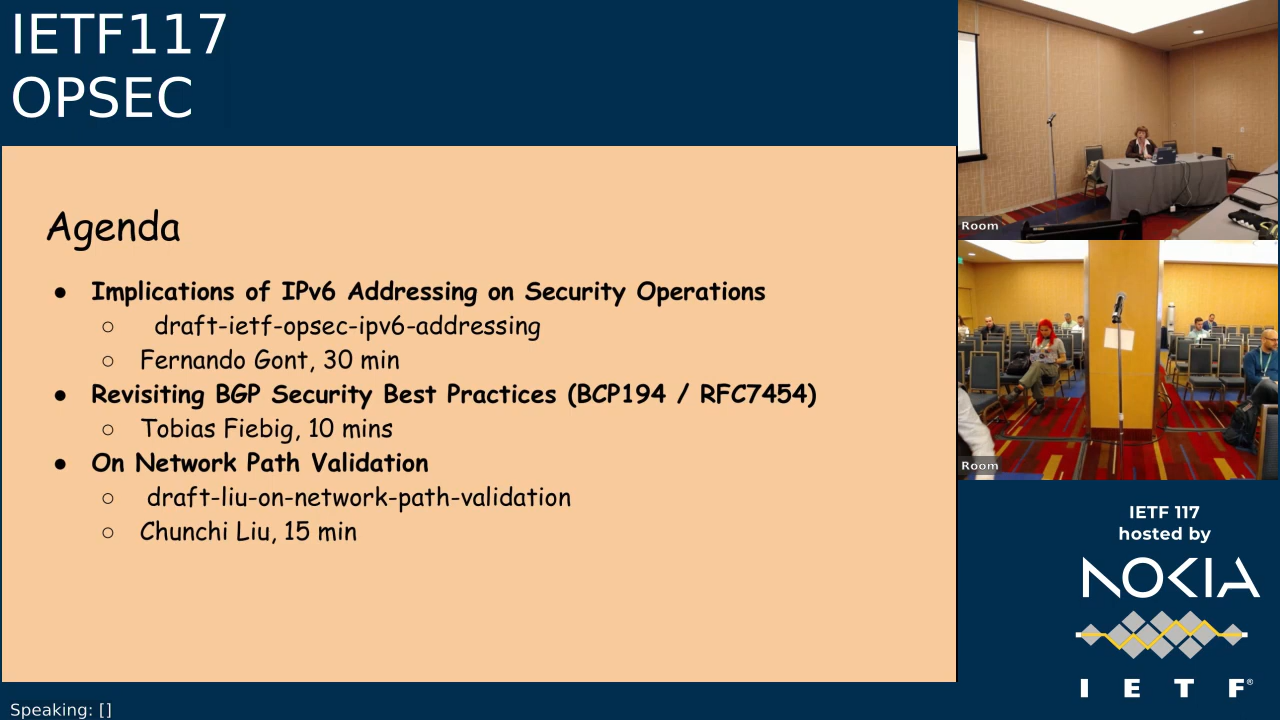 IETF117
OPSEC
Agenda
● Implications of IPv6 Addressing on Security Operations
○ draft-ietf-opsec-ipv6-addressing
○ Fernando Gont, 30 min
● Revisiting BGP Security Best Practices (BCP194 / RFC7454)
○ Tobias Fiebig, 10 mins
● On Network Path Validation
○ draft-liu-on-network-path-validation
○ Chunchi Liu, 15 min
Room
Room
IETF 117
hosted by
NOKIA
I E T F®
Speaking: []